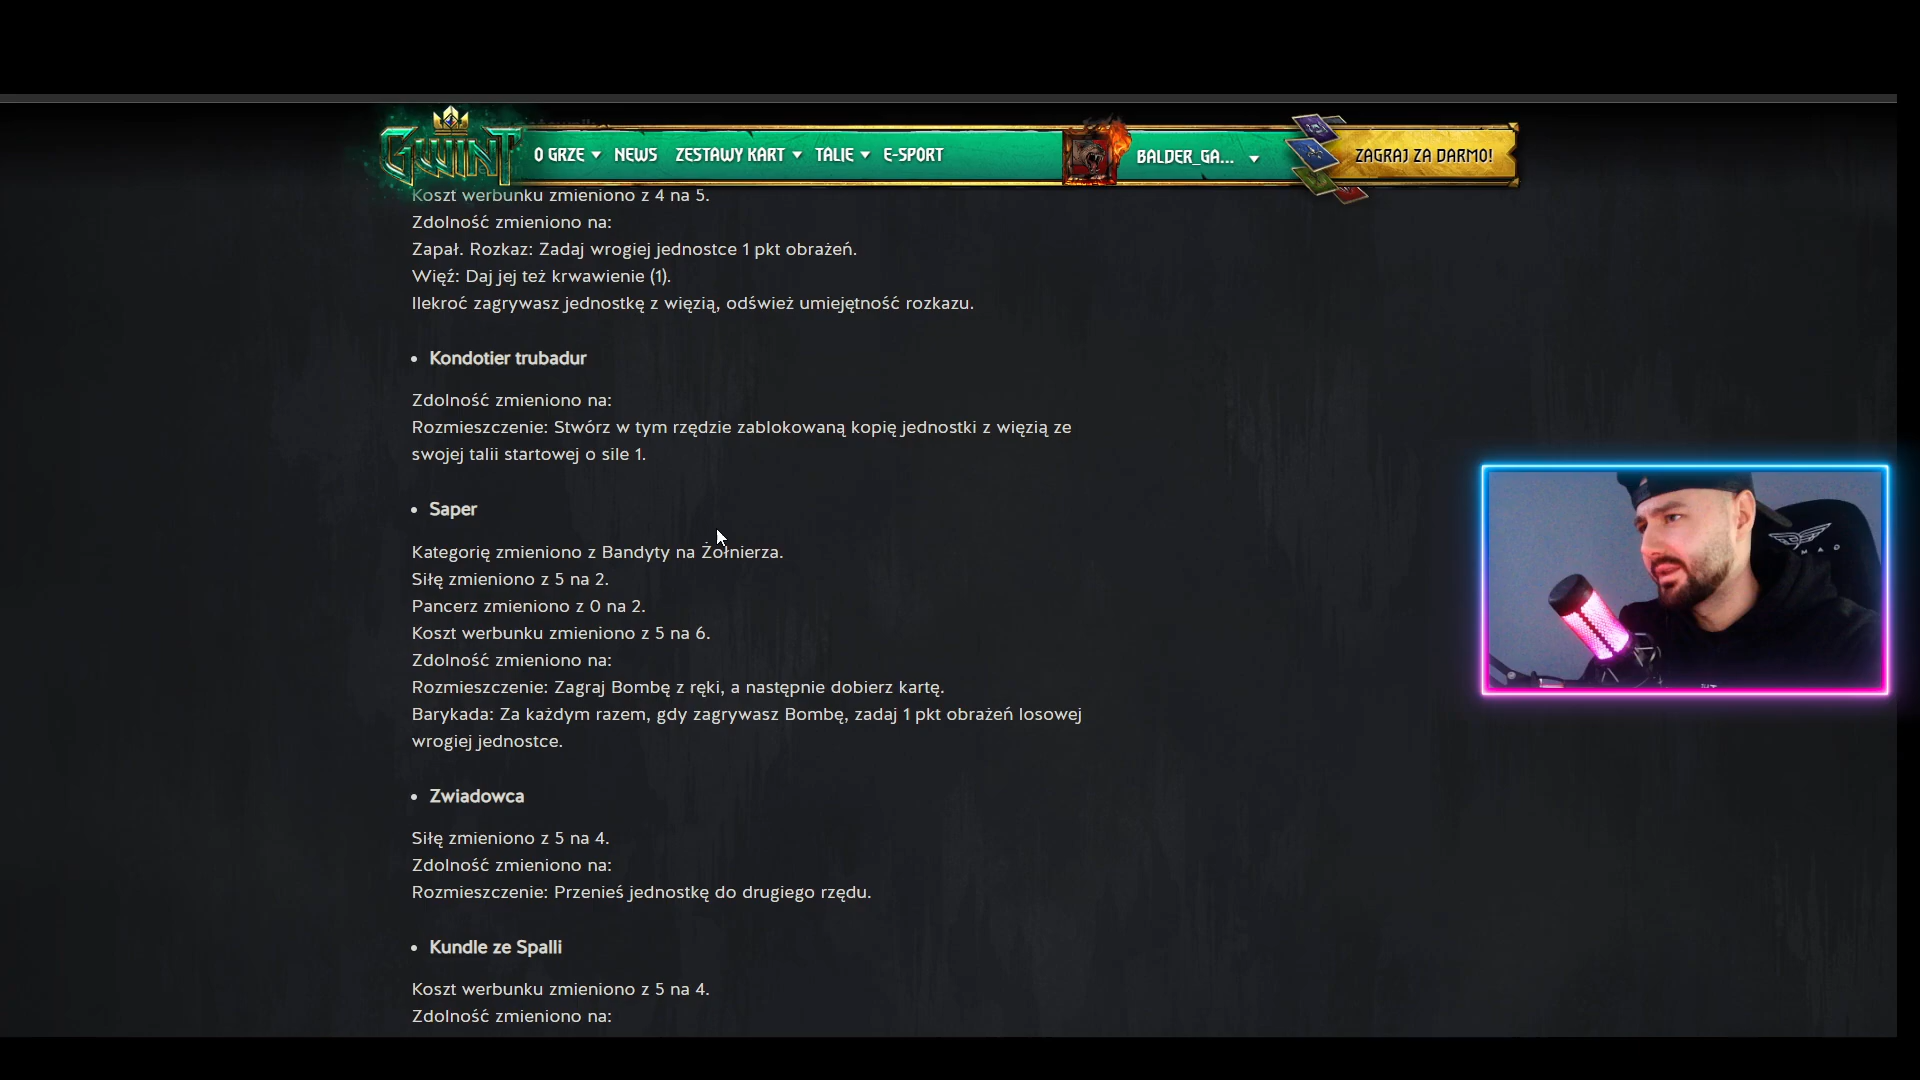 GWINT
O GRZE
NEWS
ZESTAWY KART
TALIE
E-SPORT
BALDER_GA...
ZAGRAJ ZA DARMO!
Koszt werbunku zmieniono z 4 na 5.
Zdolność zmieniono na:
Zapał. Rozkaz: Zadaj wrogiej jednostce 1 pkt obrażeń.
Więź: Daj jej też krwawienie (1).
Ilekroć zagrywasz jednostkę z więzią, odśwież umiejętność rozkazu.
• Kondotier trubadur
Zdolność zmieniono na:
Rozmieszczenie: Stwórz w tym rzędzie zablokowaną kopię jednostki z więzią ze
swojej talii startowej o sile 1.
• Saper
Kategorię zmieniono z Bandyty na Żołnierza.
Siłę zmieniono z 5 na 2.
Pancerz zmieniono z 0 na 2.
Koszt werbunku zmieniono z 5 na 6.
Zdolność zmieniono na:
Rozmieszczenie: Zagraj Bombę z ręki, a następnie dobierz kartę.
Barykada: Za każdym razem, gdy zagrywasz Bombę, zadaj 1 pkt obrażeń losowej
wrogiej jednostce.
• Zwiadowca
Siłę zmieniono z 5 na 4.
Zdolność zmieniono na:
Rozmieszczenie: Przenieś jednostkę do drugiego rzędu.
• Kundle ze Spalli
Koszt werbunku zmieniono z 5 na 4.
Zdolność zmieniono na: